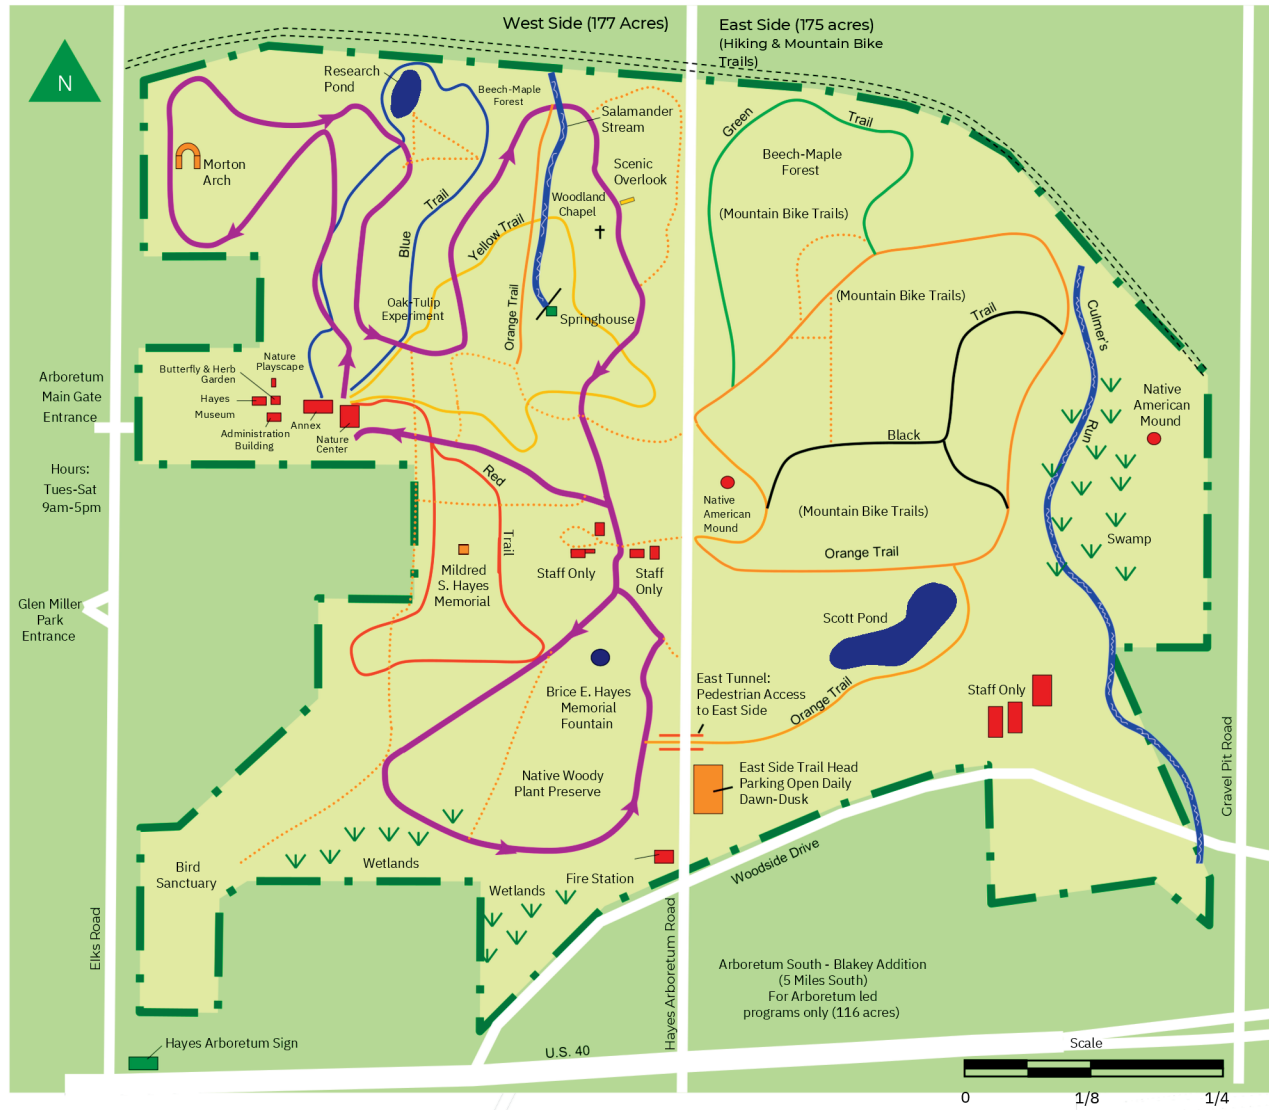 West Side (177 Acres)
East Side (175 acres)
(Hiking & Mountain Bike
Trails)
N
Research
Pond
Beech-Maple
Forest
Salamander
Stream
Green
Trail
Beech-Maple
Forest
Morton
Arch
Scenic
Overlook
Woodland
Chapel
(Mountain Bike Trails)
Blue
Trail
Yellow Trail
Orange Trail
Oak-Tulip
Experiment
Springhouse
(Mountain Bike Trails)
Trail
Culmer's
Run
Nature
Playscape
Butterfly & Herb
Garden
Hayes
Museum
Administration
Building
Annex
Nature
Center
Arboretum
Main Gate
Entrance
Hours:
Tues-Sat
9am-5pm
Native
American
Mound
Black
Red
Trail
Native
American
Mound
(Mountain Bike Trails)
Swamp
Orange Trail
Mildred
S. Hayes
Memorial
Staff Only
Staff
Only
Glen Miller
Park
Entrance
Scott Pond
Brice E. Hayes
Memorial
Fountain
East Tunnel:
Pedestrian Access
to East Side
Orange Trail
Staff Only
Native Woody
Plant Preserve
East Side Trail Head
Parking Open Daily
Dawn-Dusk
Gravel Pit Road
Bird
Sanctuary
Wetlands
Wetlands
Fire Station
Woodside Drive
Elks Road
Hayes Arboretum Road
Arboretum South - Blakey Addition
(5 Miles South)
For Arboretum led
programs only (116 acres)
Hayes Arboretum Sign
U.S. 40
Scale
0 1/8 1/4